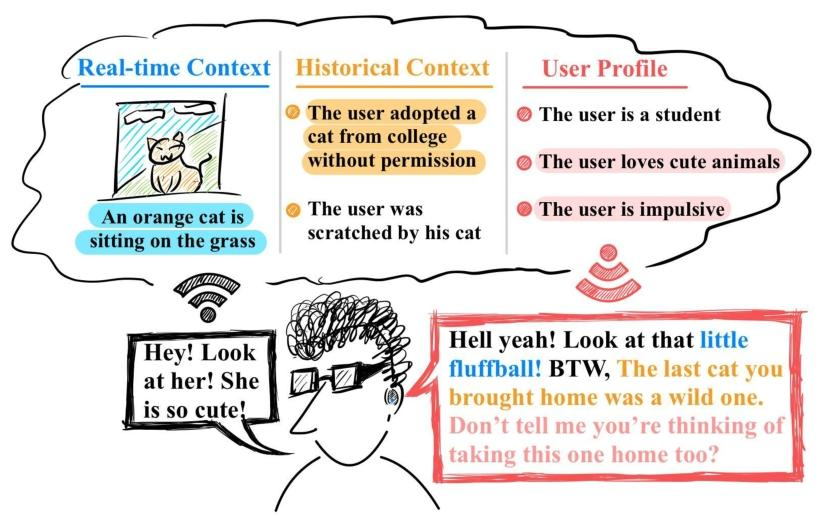 Real-time Context
An orange cat is
sitting on the grass
Historical Context
The user adopted a
cat from college
without permission
The user was
scratched by his cat
User Profile
The user is a student
The user loves cute animals
The user is impulsive
Hey! Look
at her! She
is so cute!
Hell yeah! Look at that little
fluffball! BTW, The last cat you
brought home was a wild one.
Don't tell me you're thinking of
taking this one home too?